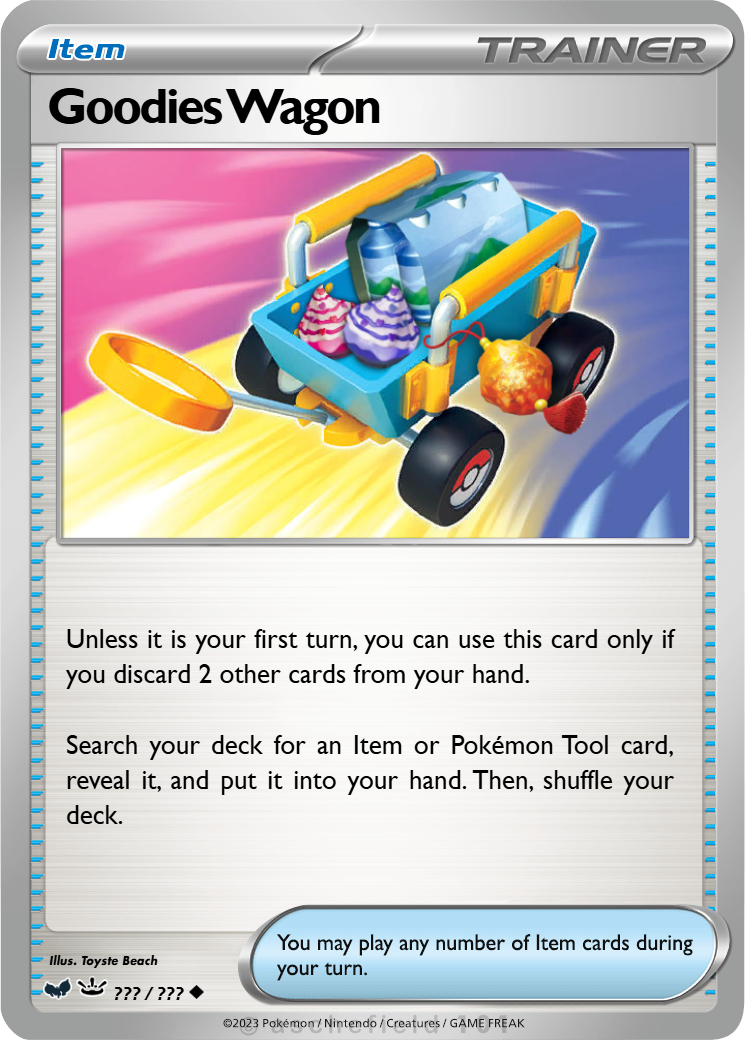 Item
TRAINER
Goodies Wagon
Unless it is your first turn, you can use this card only if
you discard 2 other cards from your hand.
Search your deck for an Item or Pokémon Tool card,
reveal it, and put it into your hand. Then, shuffle your
deck.
You may play any number of Item cards during
your turn.
Illus. Toyste Beach
??? / ??? ◆
©2023 Pokémon / Nintendo / Creatures / GAME FREAK